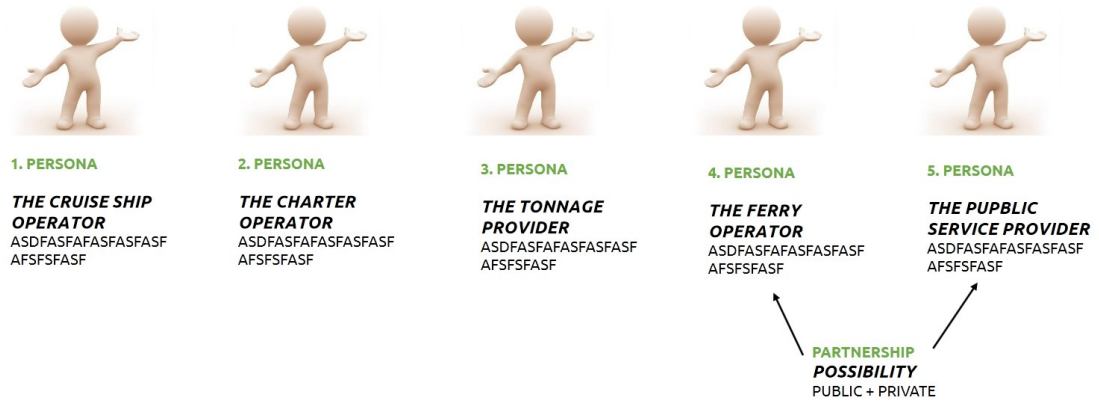 1. PERSONA
THE CRUISE SHIP
OPERATOR
ASDFASFAFASFASFASF
AFSFSFASF
2. PERSONA
THE CHARTER
OPERATOR
ASDFASFAFASFASFASF
AFSFSFASF
3. PERSONA
THE TONNAGE
PROVIDER
ASDFASFAFASFASFASF
AFSFSFASF
4. PERSONA
THE FERRY
OPERATOR
ASDFASFAFASFASFASF
AFSFSFASF
5. PERSONA
THE PUPBLIC
SERVICE PROVIDER
ASDFASFAFASFASFASF
AFSFSFASF
PARTNERSHIP
POSSIBILITY
PUBLIC + PRIVATE